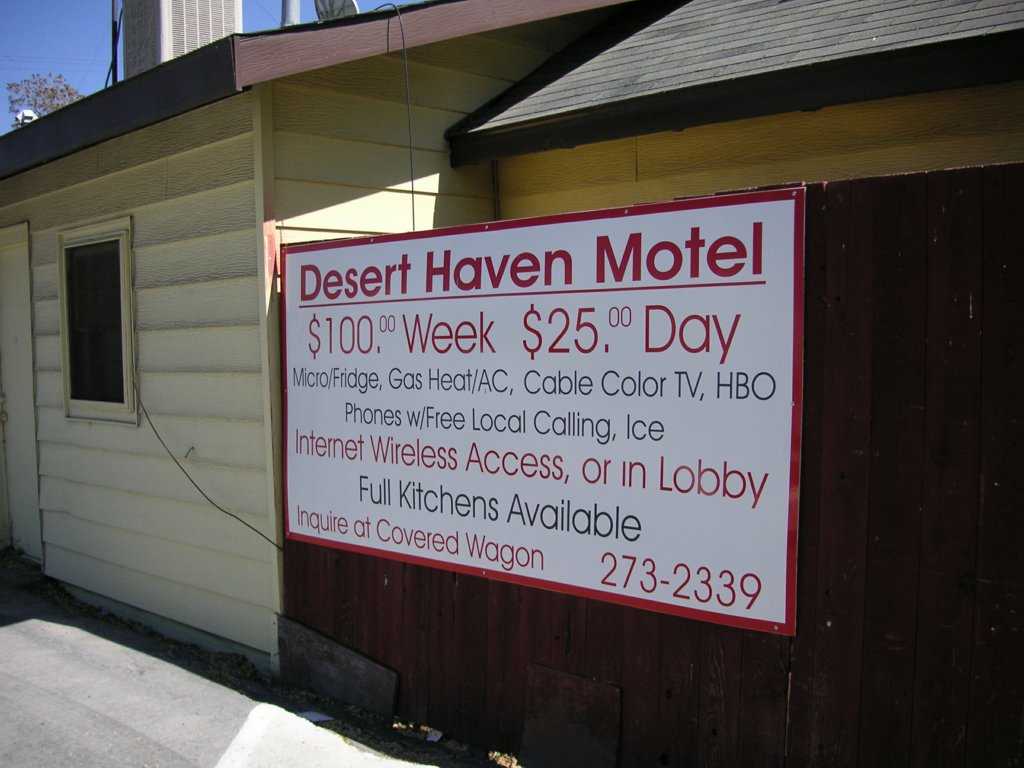 Desert Haven Motel
$100.00 Week $25.00 Day
Micro/Fridge, Gas Heat/AC, Cable Color TV, HBO
Phones w/Free Local Calling, Ice
Internet Wireless Access, or in Lobby
Full Kitchens Available
Inquire at Covered Wagon 273-2339